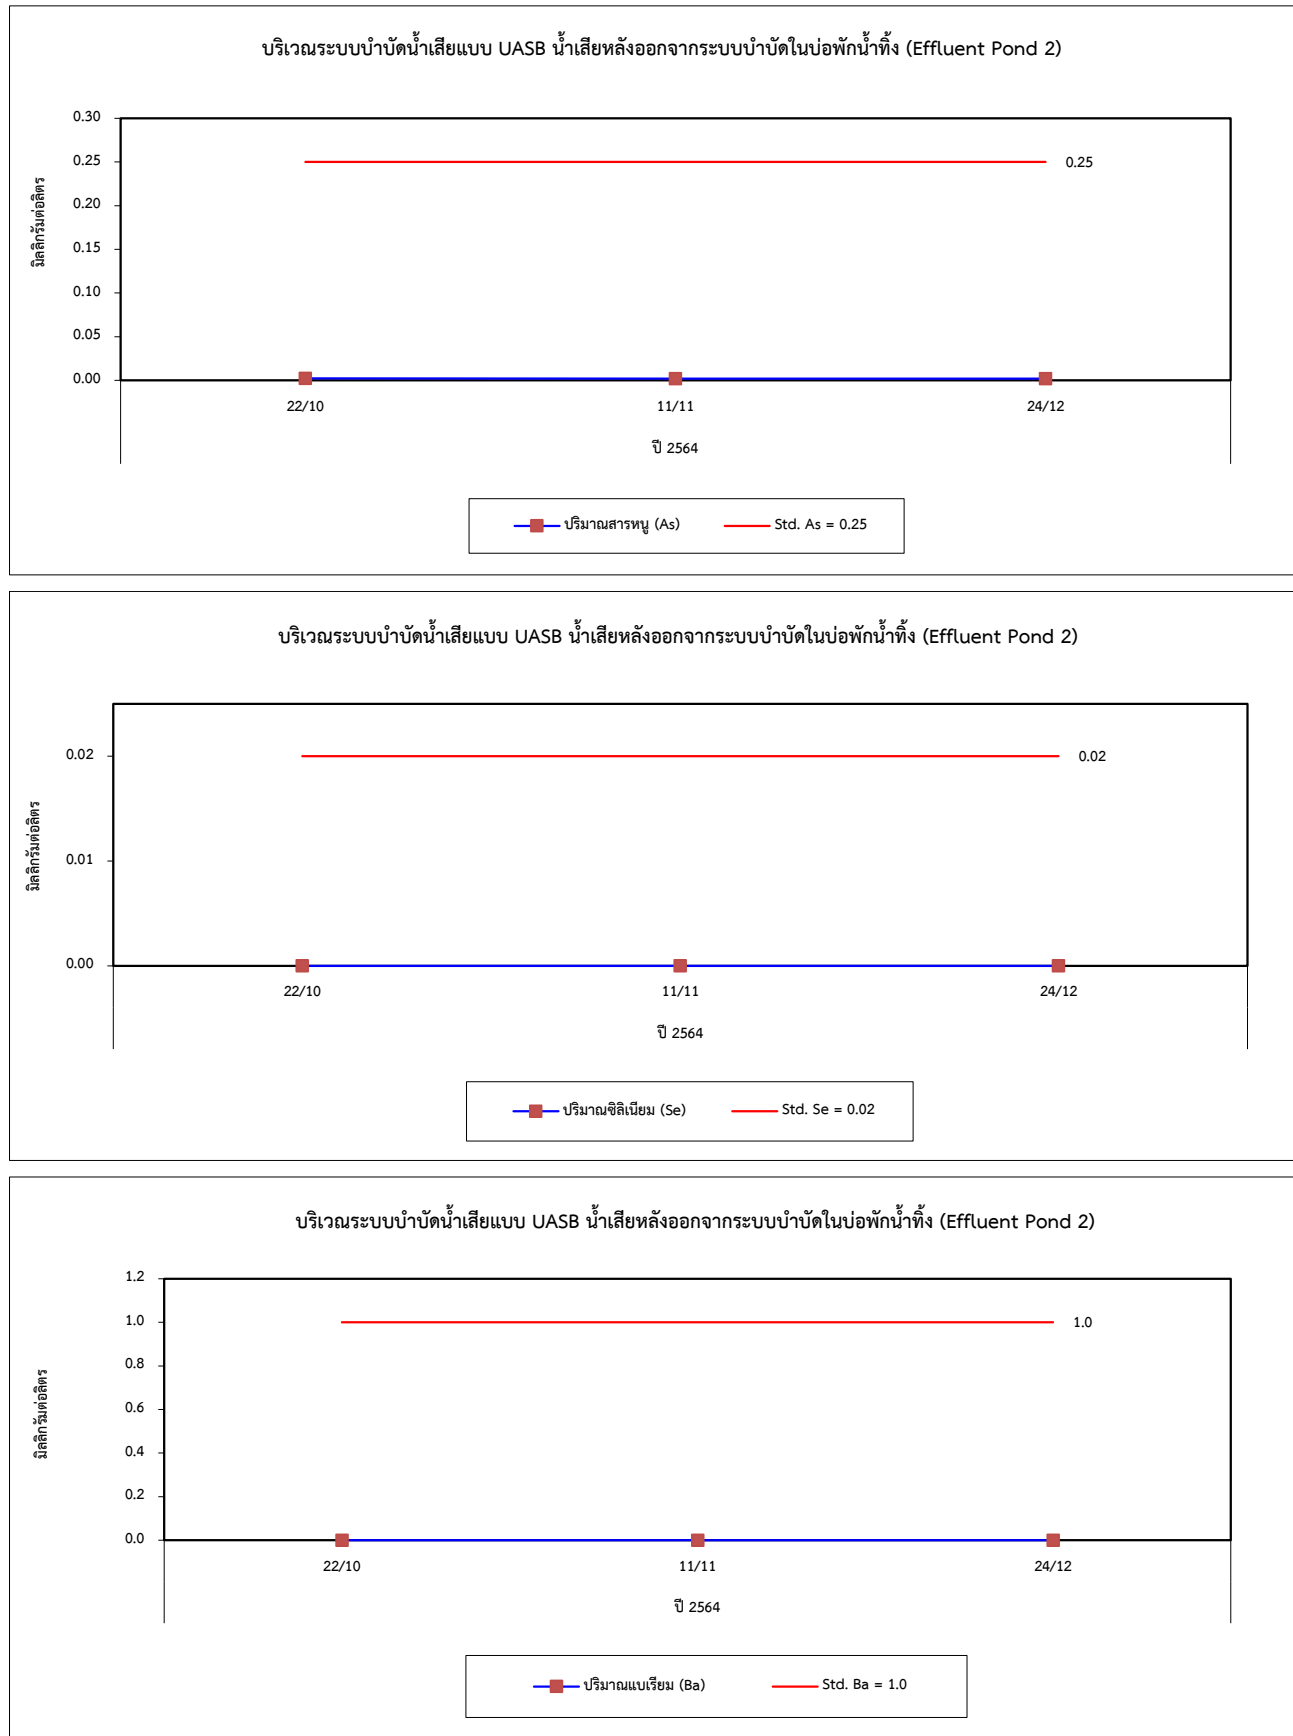 บริเวณระบบบำบัดน้ำเสียแบบ UASB น้ำเสียหลังออกจากระบบบำบัดในบ่อพักน้ำทิ้ง (Effluent Pond 2)
มิลลิกรัมต่อลิตร
0.30
0.25
0.20
0.15
0.10
0.05
0.00
0.25
22/10 11/11 24/12
ปี 2564
ปริมาณสารหนู (As) Std. As = 0.25
บริเวณระบบบำบัดน้ำเสียแบบ UASB น้ำเสียหลังออกจากระบบบำบัดในบ่อพักน้ำทิ้ง (Effluent Pond 2)
มิลลิกรัมต่อลิตร
0.02
0.01
0.00
0.02
22/10 11/11 24/12
ปี 2564
ปริมาณซิลิเนียม (Se) Std. Se = 0.02
บริเวณระบบบำบัดน้ำเสียแบบ UASB น้ำเสียหลังออกจากระบบบำบัดในบ่อพักน้ำทิ้ง (Effluent Pond 2)
มิลลิกรัมต่อลิตร
1.2
1.0
0.8
0.6
0.4
0.2
0.0
1.0
22/10 11/11 24/12
ปี 2564
ปริมาณแบเรียม (Ba) Std. Ba = 1.0